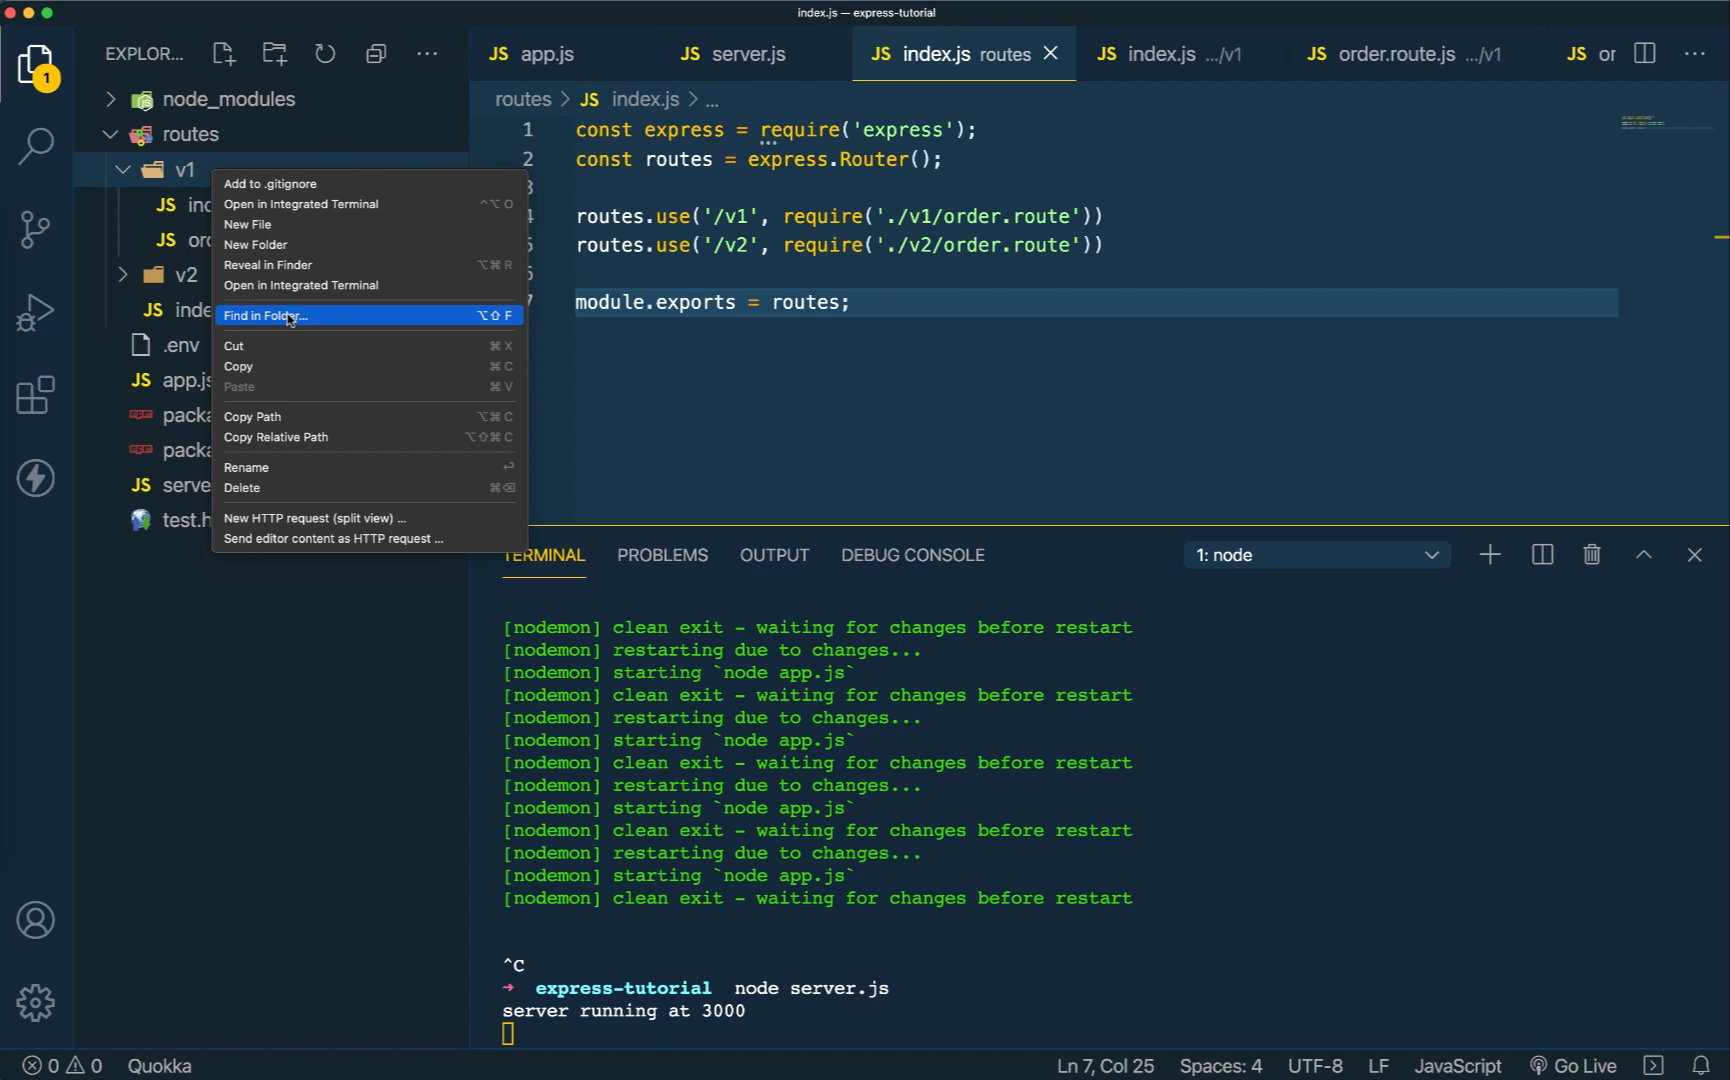 index.js — express-tutorial
1
EXPLOR...
node_modules
routes
v1
JS
JS
v2
JS
.env
JS app.js
JS
Add to .gitignore
Open in Integrated Terminal ^⌥O
New File
New Folder
Reveal in Finder ⌥⌘R
Open in Integrated Terminal
Find in Folder... ⌥⇧F
Cut ⌘X
Copy ⌘C
Paste ⌘V
Copy Path ⌥⌘C
Copy Relative Path ⌥⇧⌘C
Rename ⏎
Delete ⌘⌫
New HTTP request (split view) ...
Send editor content as HTTP request ...
JS app.js
JS server.js
JS index.js routes
JS index.js .../v1
JS order.route.js .../v1
JS or
routes > JS index.js > ...
1 const express = require('express');
2 const routes = express.Router();
routes.use('/v1', require('./v1/order.route'))
routes.use('/v2', require('./v2/order.route'))
module.exports = routes;
TERMINAL PROBLEMS OUTPUT DEBUG CONSOLE 1: node
[nodemon] clean exit - waiting for changes before restart
[nodemon] restarting due to changes...
[nodemon] starting `node app.js`
[nodemon] clean exit - waiting for changes before restart
[nodemon] restarting due to changes...
[nodemon] starting `node app.js`
[nodemon] clean exit - waiting for changes before restart
[nodemon] restarting due to changes...
[nodemon] starting `node app.js`
[nodemon] clean exit - waiting for changes before restart
[nodemon] restarting due to changes...
[nodemon] starting `node app.js`
[nodemon] clean exit - waiting for changes before restart
^C
➜ express-tutorial node server.js
server running at 3000
0 0 Quokka Ln 7, Col 25 Spaces: 4 UTF-8 LF JavaScript Go Live